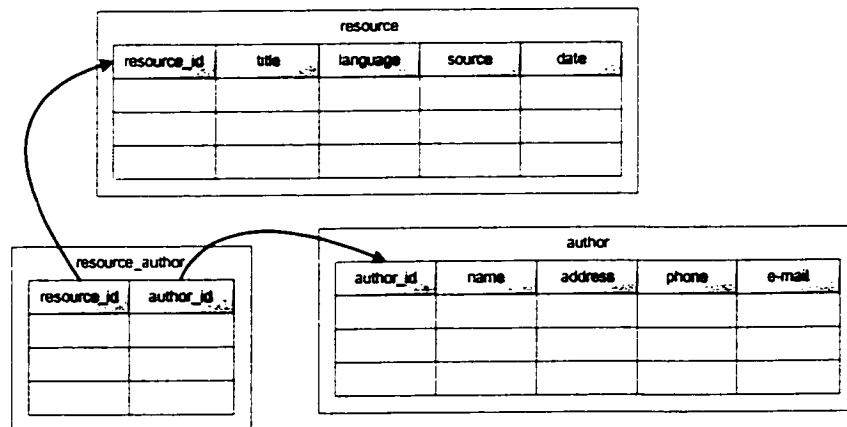 resource
resource_id title language source date
resource_author
resource_id author_id
author
author_id name address phone e-mail